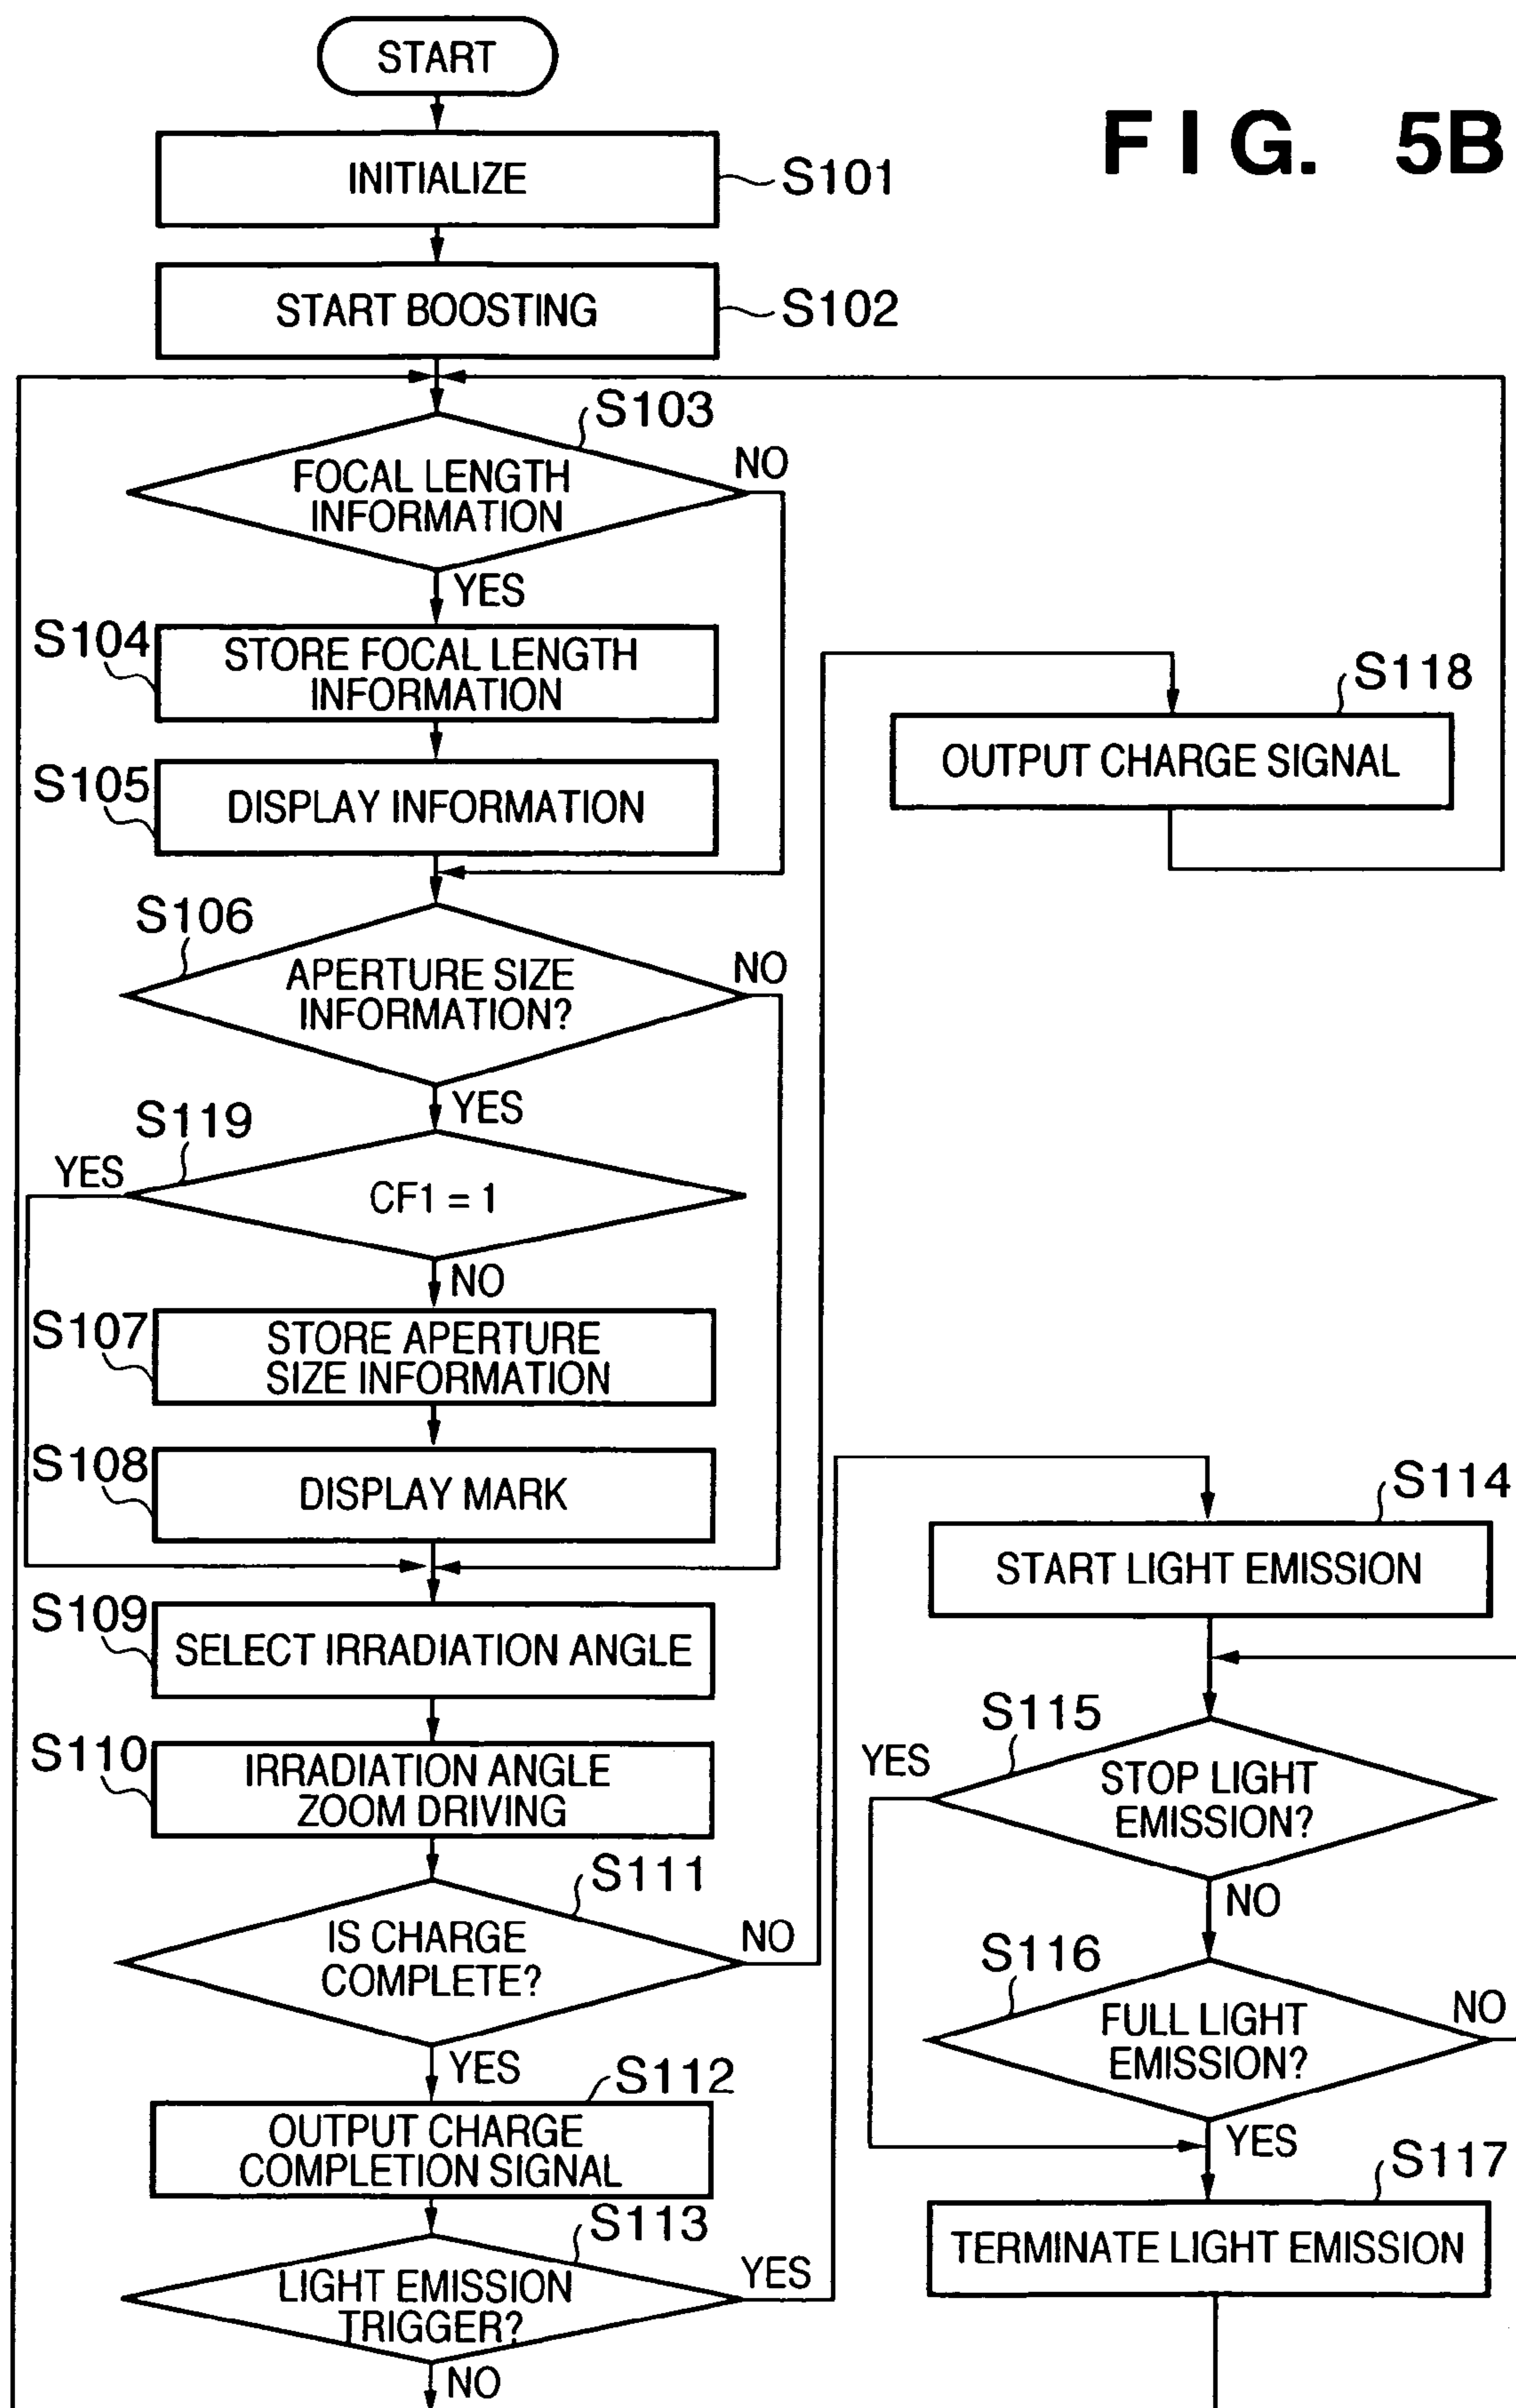 START
FIG. 5B
INITIALIZE
S101
START BOOSTING
S102
S103
FOCAL LENGTH
INFORMATION
NO
YES
S104
STORE FOCAL LENGTH
INFORMATION
S105
DISPLAY INFORMATION
S118
OUTPUT CHARGE SIGNAL
S106
APERTURE SIZE
INFORMATION?
NO
YES
S119
YES
CF1 = 1
NO
S107
STORE APERTURE
SIZE INFORMATION
S108
DISPLAY MARK
S109
SELECT IRRADIATION ANGLE
S110
IRRADIATION ANGLE
ZOOM DRIVING
S111
IS CHARGE
COMPLETE?
NO
YES
S112
OUTPUT CHARGE
COMPLETION SIGNAL
S113
LIGHT EMISSION
TRIGGER?
YES
NO
S114
START LIGHT EMISSION
S115
YES
STOP LIGHT
EMISSION?
NO
S116
FULL LIGHT
EMISSION?
NO
YES
S117
TERMINATE LIGHT EMISSION